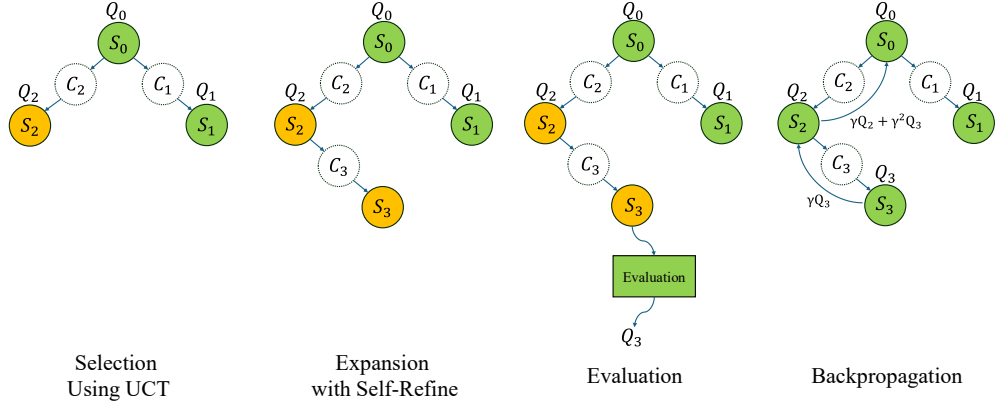 Q₀
S₀
C₂
C₁
Q₂
Q₁
S₂
S₁
Selection
Using UCT
Q₀
S₀
C₂
C₁
Q₂
Q₁
S₂
S₁
C₃
S₃
Expansion
with Self-Refine
Q₀
S₀
C₂
C₁
Q₂
Q₁
S₂
S₁
C₃
S₃
Evaluation
Q₃
Evaluation
Q₀
S₀
C₂
C₁
Q₂
Q₁
S₂
γQ₂ + γ²Q₃
S₁
C₃
Q₃
γQ₃
S₃
Backpropagation